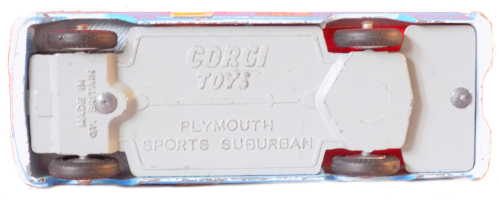 CORGI
TOYS
PLYMOUTH
SPORTS SUBURBAN
MADE IN
GT. BRITAIN